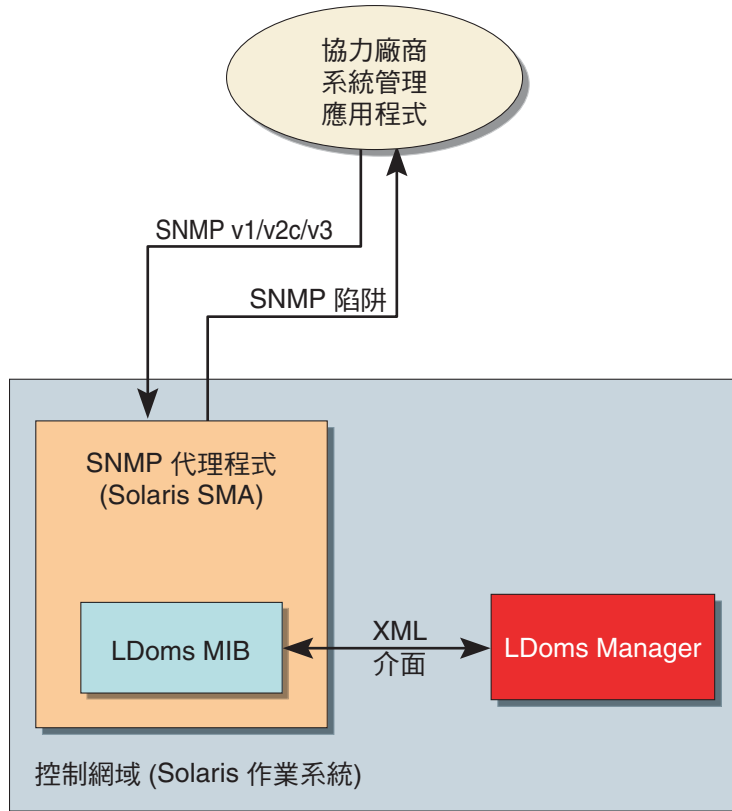 協力廠商
系統管理
應用程式
SNMP v1/v2c/v3
SNMP 陷阱
SNMP 代理程式
(Solaris SMA)
LDoms MIB
XML
介面
LDoms Manager
控制網域 (Solaris 作業系統)